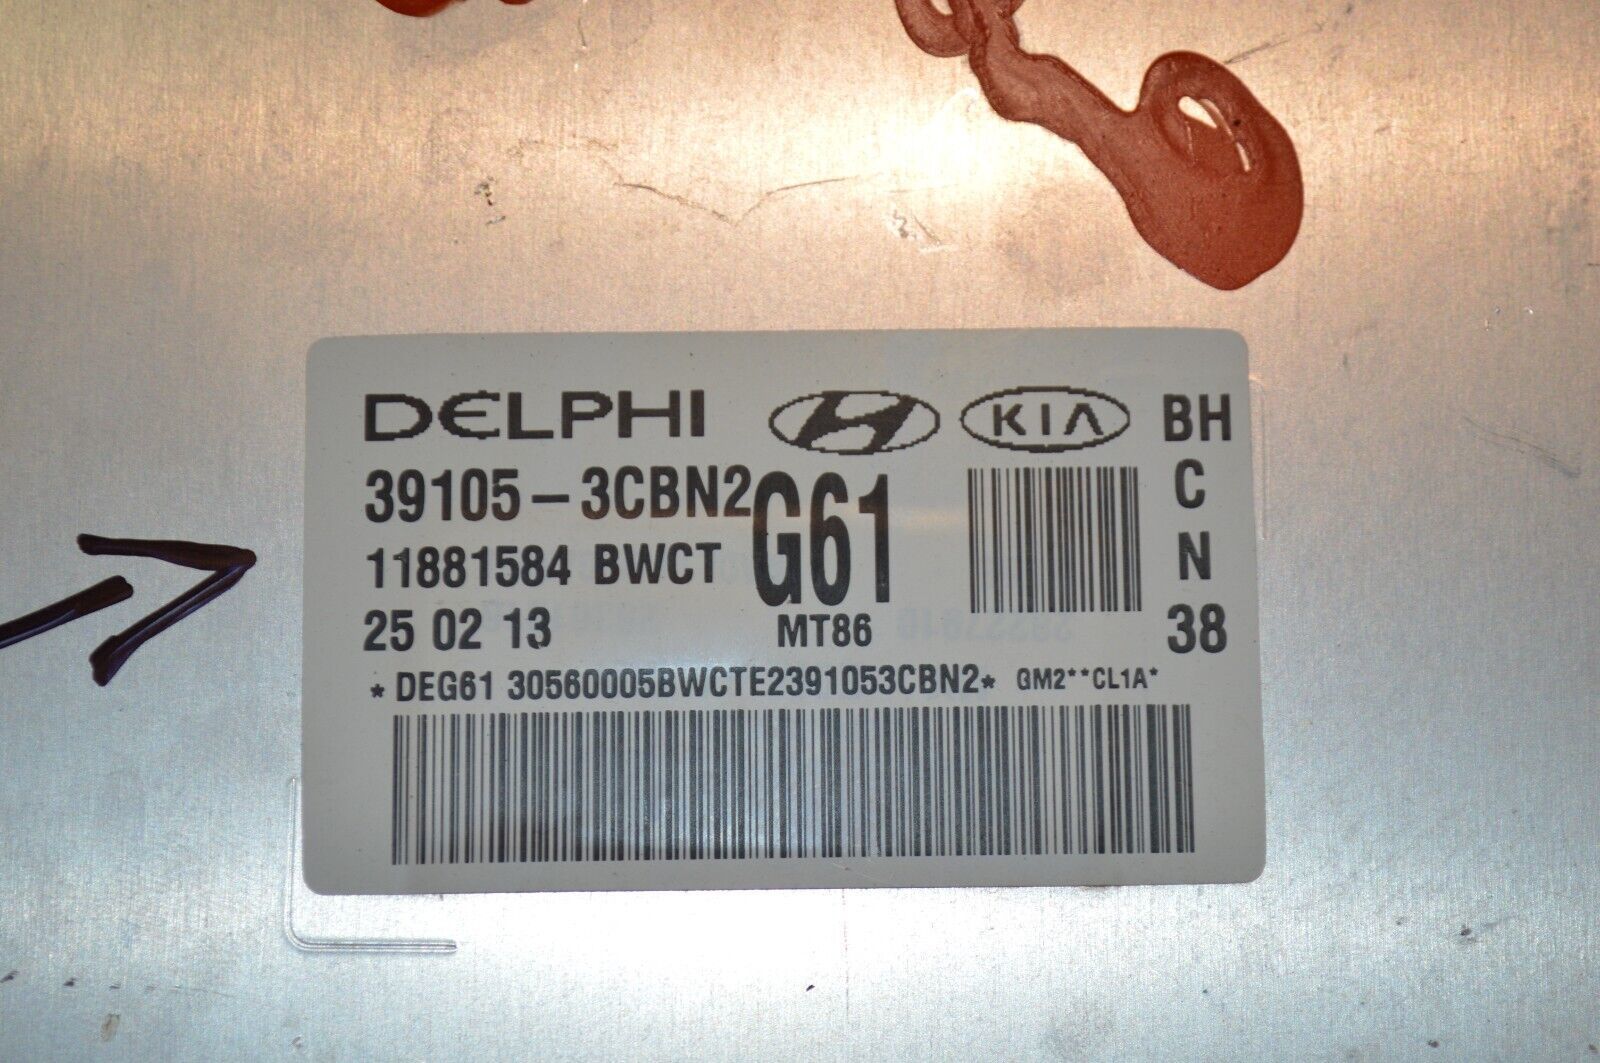 DELPHI H KIA BH
39105-3CBN2 G61 C
11881584 BWCT N
25 02 13 MT86 38
*DEG61 30560005BWCTE2391053CBN2* GM2**CL1A*